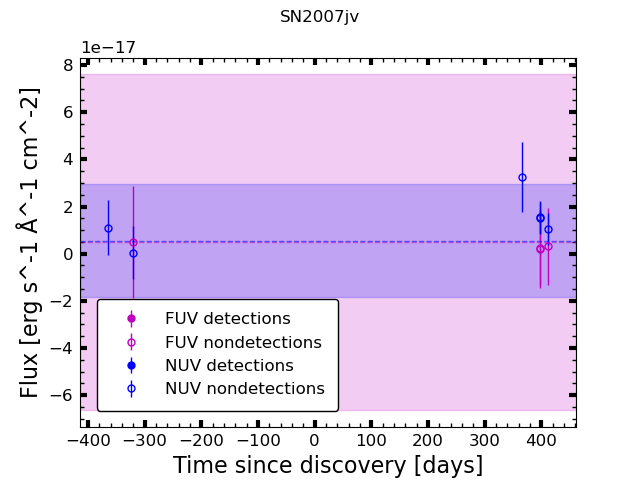 SN2007jv
1e−17
8
6
4
2
0
−2
−4
−6
Flux [erg s^-1 Å^-1 cm^-2]
FUV detections
FUV nondetections
NUV detections
NUV nondetections
−400 −300 −200 −100 0 100 200 300 400
Time since discovery [days]